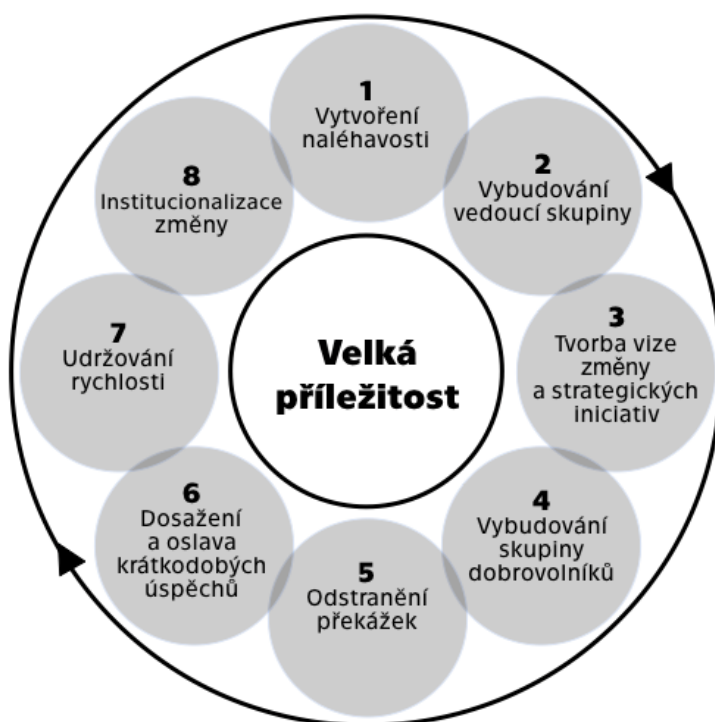 1
Vytvoření
naléhavosti
2
Vybudování
vedoucí skupiny
3
Tvorba vize
změny
a strategických
iniciativ
4
Vybudování
skupiny
dobrovolníků
5
Odstranění
překážek
6
Dosažení
a oslava
krátkodobých
úspěchů
7
Udržování
rychlosti
8
Institucionalizace
změny
Velká
příležitost